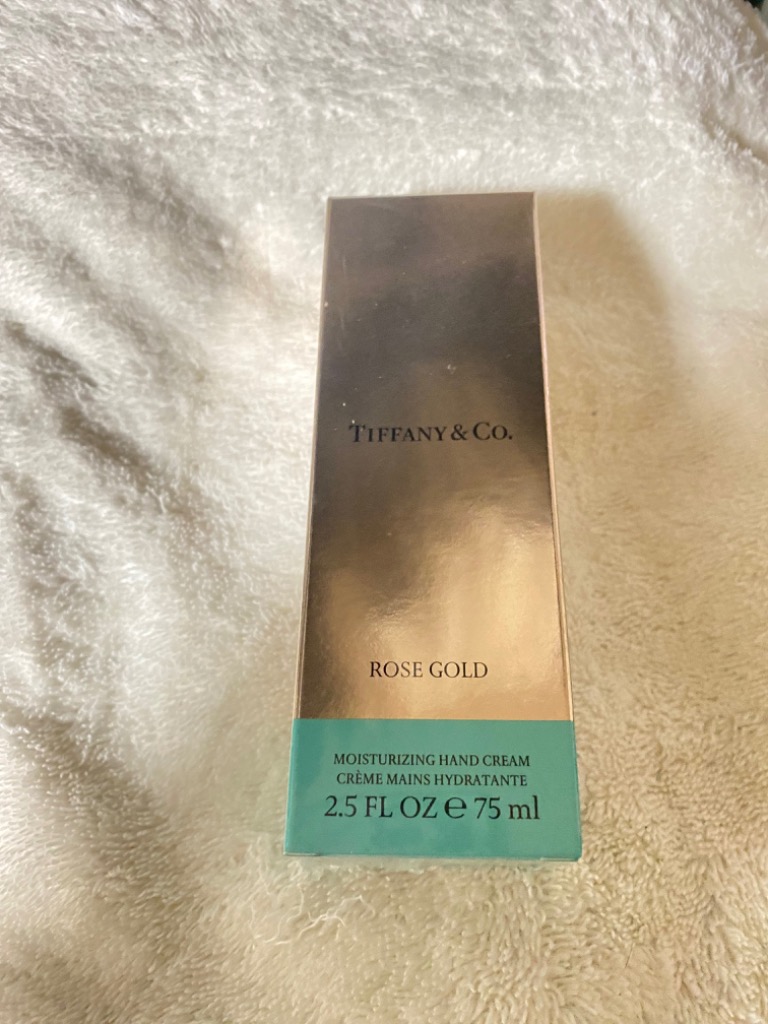 TIFFANY & CO.
ROSE GOLD
MOISTURIZING HAND CREAM
CRÈME MAINS HYDRATANTE
2.5 FL OZ ℮ 75 ml